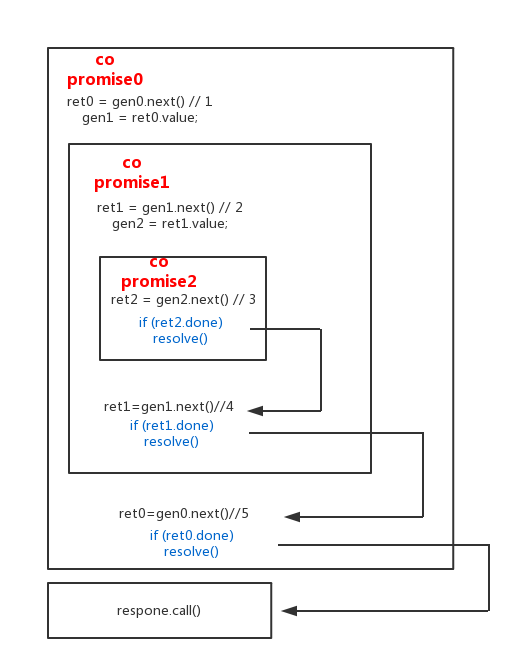 co
promise0
ret0 = gen0.next() // 1
gen1 = ret0.value;
co
promise1
ret1 = gen1.next() // 2
gen2 = ret1.value;
co
promise2
ret2 = gen2.next() // 3
if (ret2.done)
resolve()
ret1=gen1.next()//4
if (ret1.done)
resolve()
ret0=gen0.next()//5
if (ret0.done)
resolve()
respone.call()